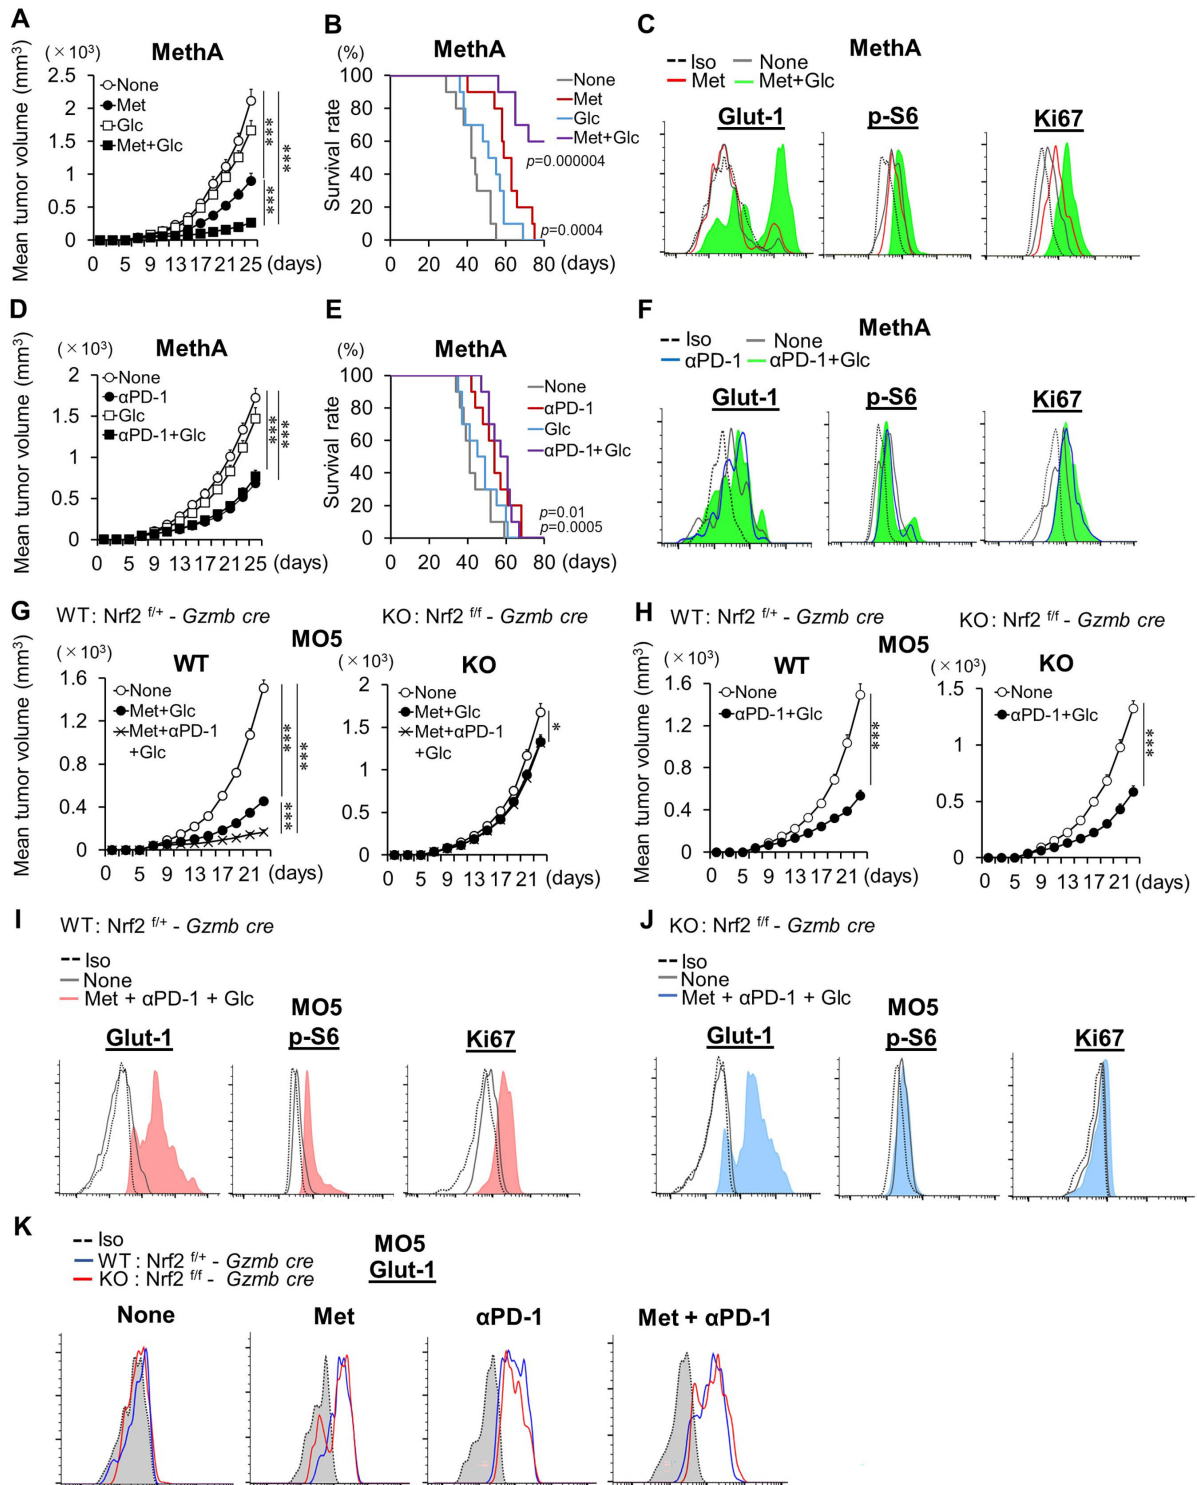 A
MethA
(×10³)
Mean tumor volume (mm³)
2.5
2
1.5
1
0.5
0
None
Met
Glc
Met+Glc
***
***
***
0 5 9 13 17 21 25 (days)
B
(%)
MethA
Survival rate
100
80
60
40
20
0
None
Met
Glc
Met+Glc
p=0.000004
p=0.0004
0 20 40 60 80 (days)
C
MethA
Iso None
Met Met+Glc
Glut-1 p-S6 Ki67
D
(×10³)
MethA
Mean tumor volume (mm³)
2
1.5
1
0.5
0
None
αPD-1
Glc
αPD-1+Glc
***
***
0 5 9 13 17 21 25 (days)
E
(%)
MethA
Survival rate
100
80
60
40
20
0
None
αPD-1
Glc
αPD-1+Glc
p=0.01
p=0.0005
0 20 40 60 80 (days)
F
MethA
Iso None
αPD-1 αPD-1+Glc
Glut-1 p-S6 Ki67
G
WT: Nrf2 f/+ - Gzmb cre KO: Nrf2 f/f - Gzmb cre
MO5
Mean tumor volume (mm³)
(×10³)
WT
1.6
1.2
0.8
0.4
0
None
Met+Glc
Met+αPD-1
+Glc
***
***
***
0 5 9 13 17 21 (days)
(×10³)
KO
2
1.5
1
0.5
0
None
Met+Glc
Met+αPD-1
+Glc
*
0 5 9 13 17 21 (days)
H
WT: Nrf2 f/+ - Gzmb cre KO: Nrf2 f/f - Gzmb cre
MO5
Mean tumor volume (mm³)
(×10³)
WT
1.6
1.2
0.8
0.4
0
None
αPD-1+Glc
***
0 5 9 13 17 21 (days)
(×10³)
KO
1.5
1
0.5
0
None
αPD-1+Glc
***
0 5 9 13 17 21 (days)
I
WT: Nrf2 f/+ - Gzmb cre
Iso
None
Met + αPD-1 + Glc
MO5
Glut-1 p-S6 Ki67
J
KO: Nrf2 f/f - Gzmb cre
Iso
None
Met + αPD-1 + Glc
MO5
Glut-1 p-S6 Ki67
K
Iso
WT: Nrf2 f/+ - Gzmb cre
KO: Nrf2 f/f - Gzmb cre
MO5
Glut-1
None Met αPD-1 Met + αPD-1